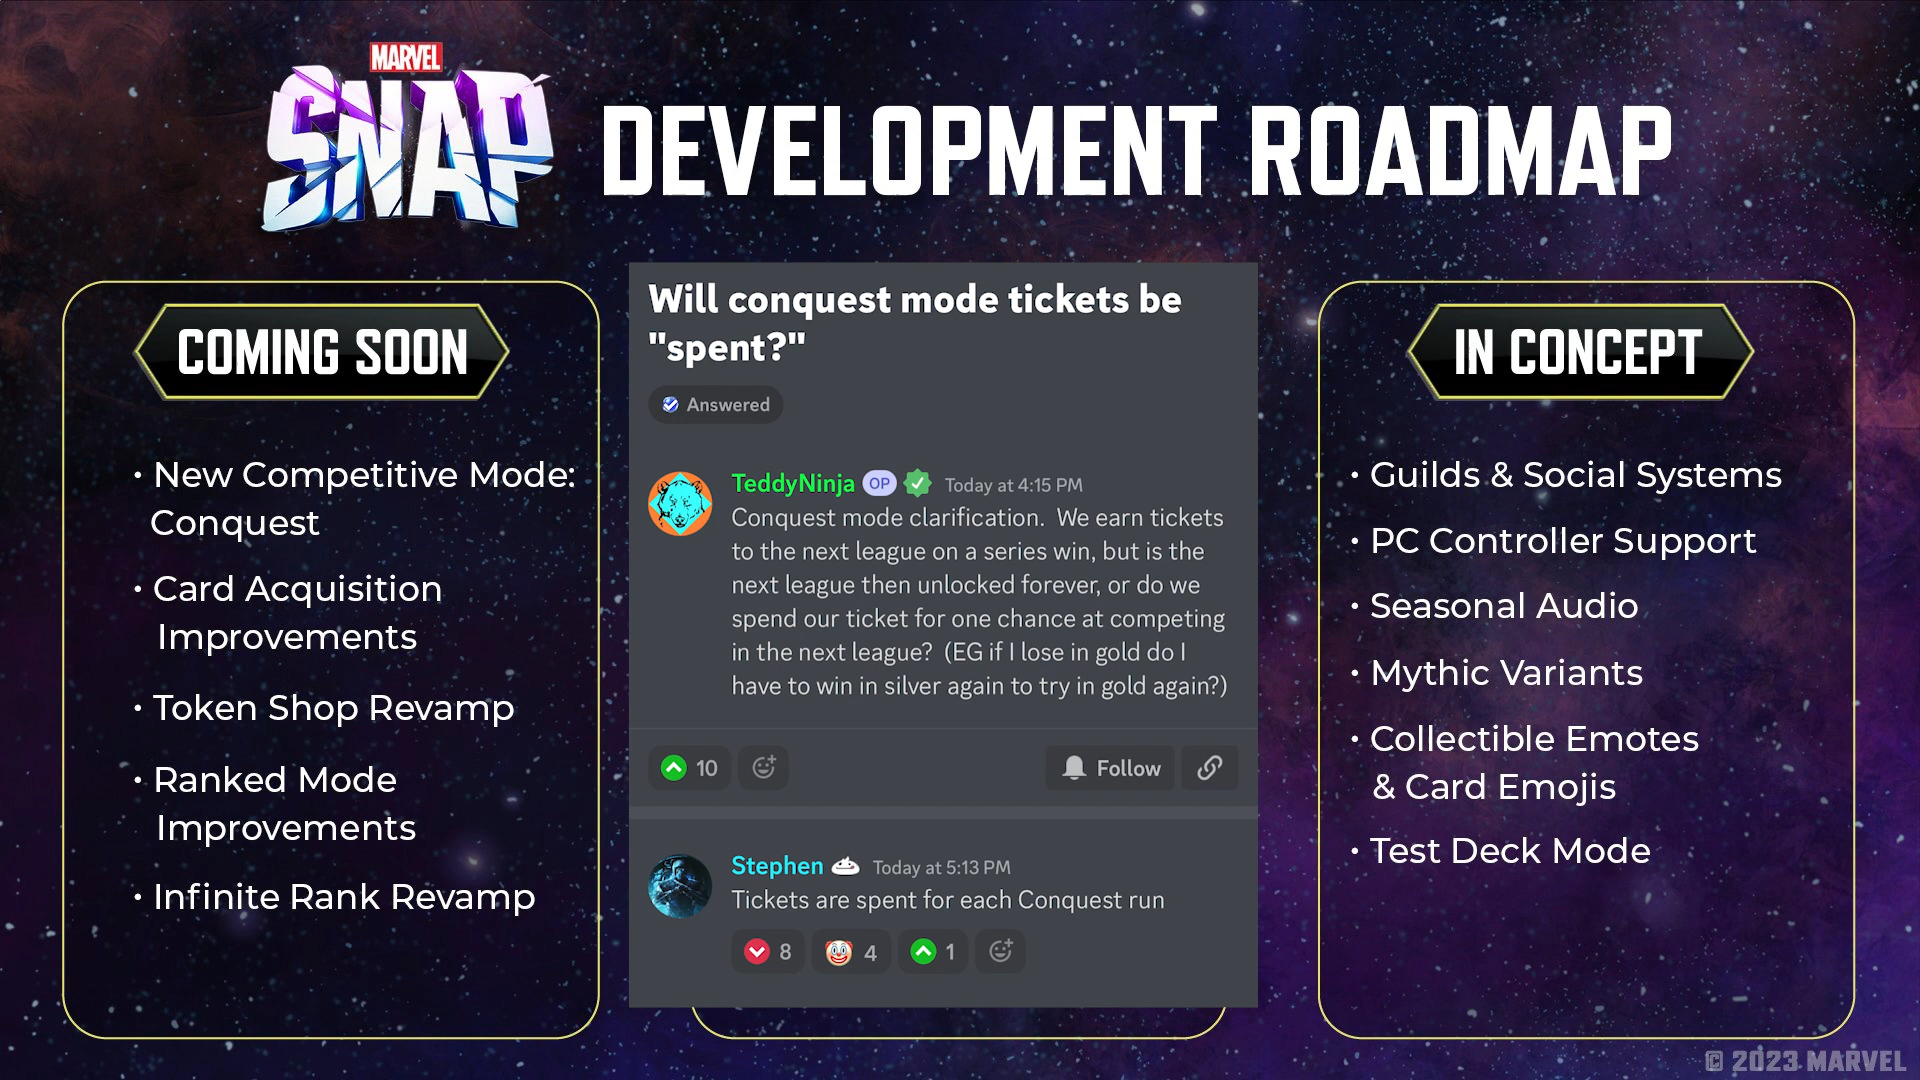 MARVEL
SNAP
DEVELOPMENT ROADMAP
COMING SOON
• New Competitive Mode:
Conquest
• Card Acquisition
Improvements
• Token Shop Revamp
• Ranked Mode
Improvements
• Infinite Rank Revamp
Will conquest mode tickets be
"spent?"
Answered
TeddyNinja OP Today at 4:15 PM
Conquest mode clarification. We earn tickets
to the next league on a series win, but is the
next league then unlocked forever, or do we
spend our ticket for one chance at competing
in the next league? (EG if I lose in gold do I
have to win in silver again to try in gold again?)
10
Follow
Stephen Today at 5:13 PM
Tickets are spent for each Conquest run
8 4 1
IN CONCEPT
• Guilds & Social Systems
• PC Controller Support
• Seasonal Audio
• Mythic Variants
• Collectible Emotes
& Card Emojis
• Test Deck Mode
© 2023 MARVEL